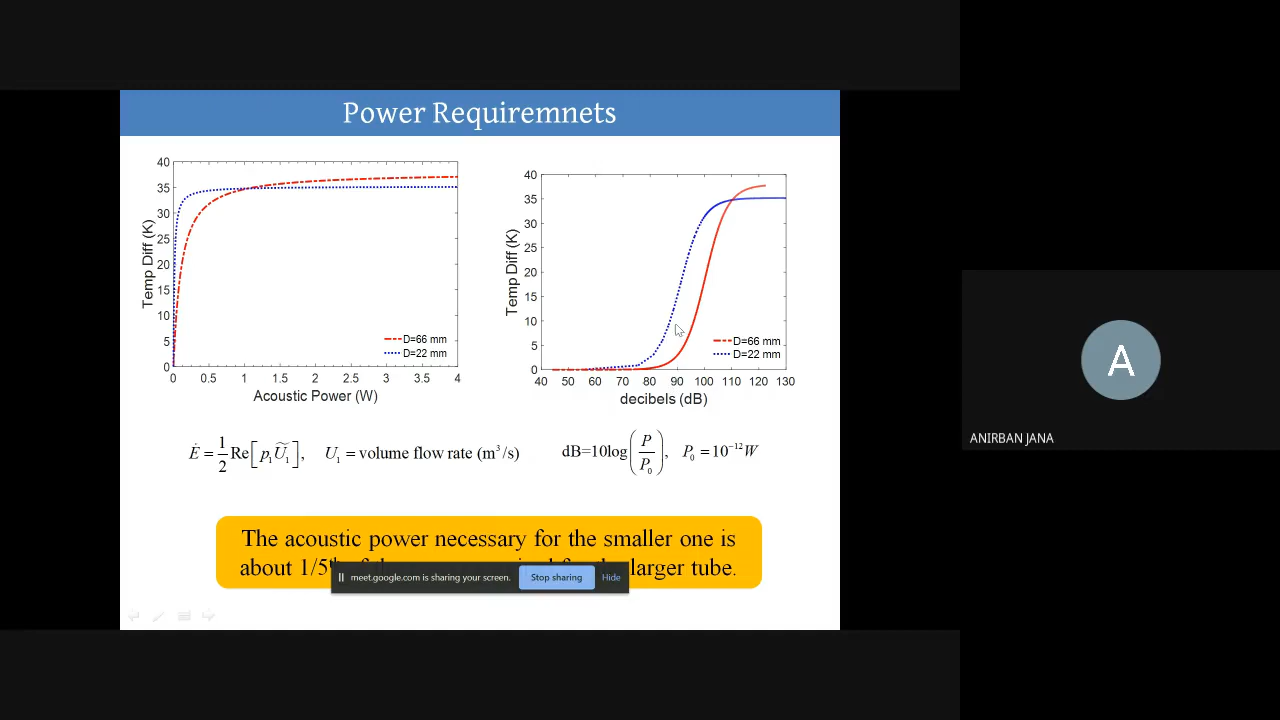 Power Requiremnets
40
35
30
25
20
15
10
5
0
Temp Diff (K)
D=66 mm
D=22 mm
0 0.5 1 1.5 2 2.5 3 3.5 4
Acoustic Power (W)
40
35
30
25
20
15
10
5
0
Temp Diff (K)
D=66 mm
D=22 mm
40 50 60 70 80 90 100 110 120 130
decibels (dB)
Ė = 1/2 Re[p₁Ũ₁], U₁ = volume flow rate (m³/s)
dB=10log(P/P₀), P₀ = 10⁻¹² W
The acoustic power necessary for the smaller one is
about 1/5th larger tube.
meet.google.com is sharing your screen. Stop sharing Hide
A
ANIRBAN JANA